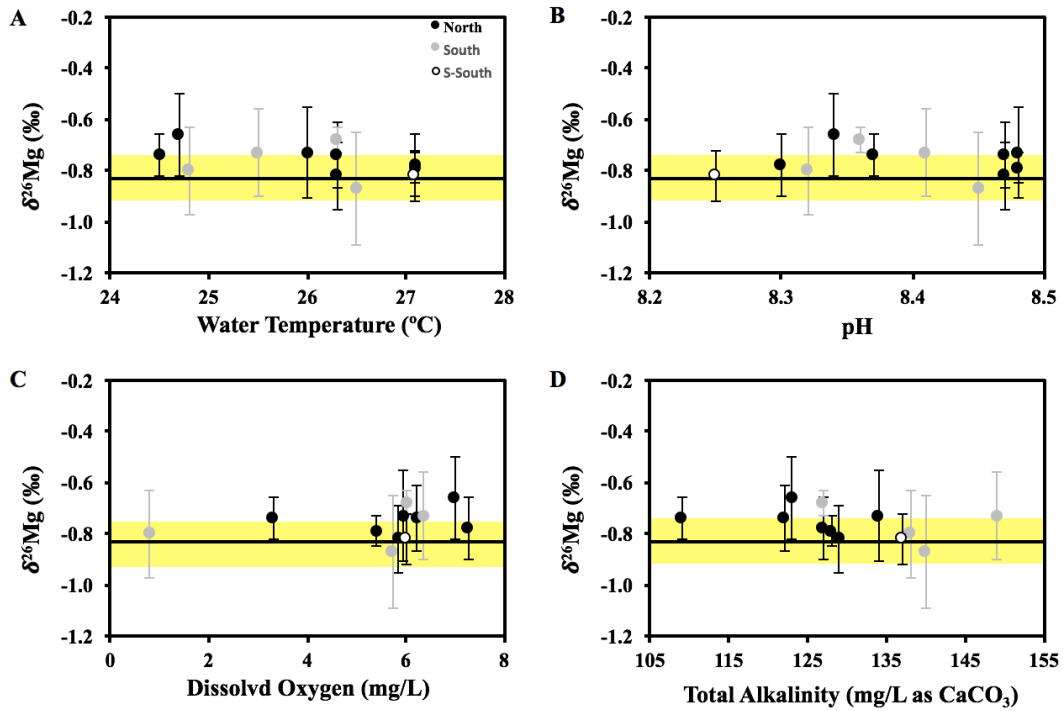 A
-0.2
-0.4
-0.6
-0.8
-1.0
-1.2
δ²⁶Mg (‰)
North
South
S-South
24 25 26 27 28
Water Temperature (ºC)
B
-0.2
-0.4
-0.6
-0.8
-1.0
-1.2
δ²⁶Mg (‰)
8.2 8.3 8.4 8.5
pH
C
-0.2
-0.4
-0.6
-0.8
-1.0
-1.2
δ²⁶Mg (‰)
0 2 4 6 8
Dissolvd Oxygen (mg/L)
D
-0.2
-0.4
-0.6
-0.8
-1.0
-1.2
δ²⁶Mg (‰)
105 115 125 135 145 155
Total Alkalinity (mg/L as CaCO₃)